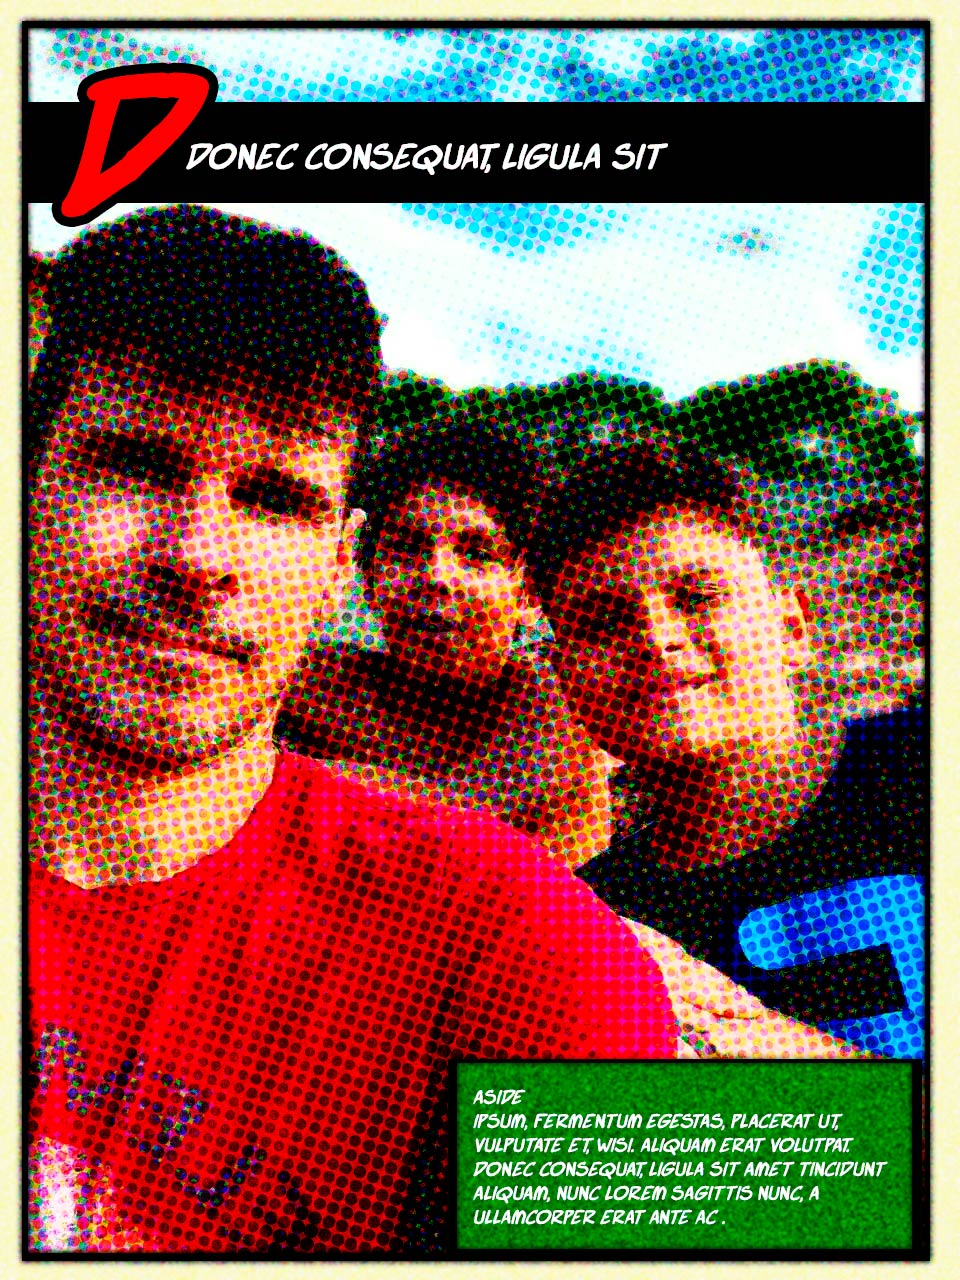 D DONEC CONSEQUAT, LIGULA SIT
ASIDE
IPSUM, FERMENTUM EGESTAS, PLACERAT UT,
VULPUTATE ET, WISI. ALIQUAM ERAT VOLUTPAT.
DONEC CONSEQUAT, LIGULA SIT AMET TINCIDUNT
ALIQUAM, NUNC LOREM SAGITTIS NUNC, A
ULLAMCORPER ERAT ANTE AC .